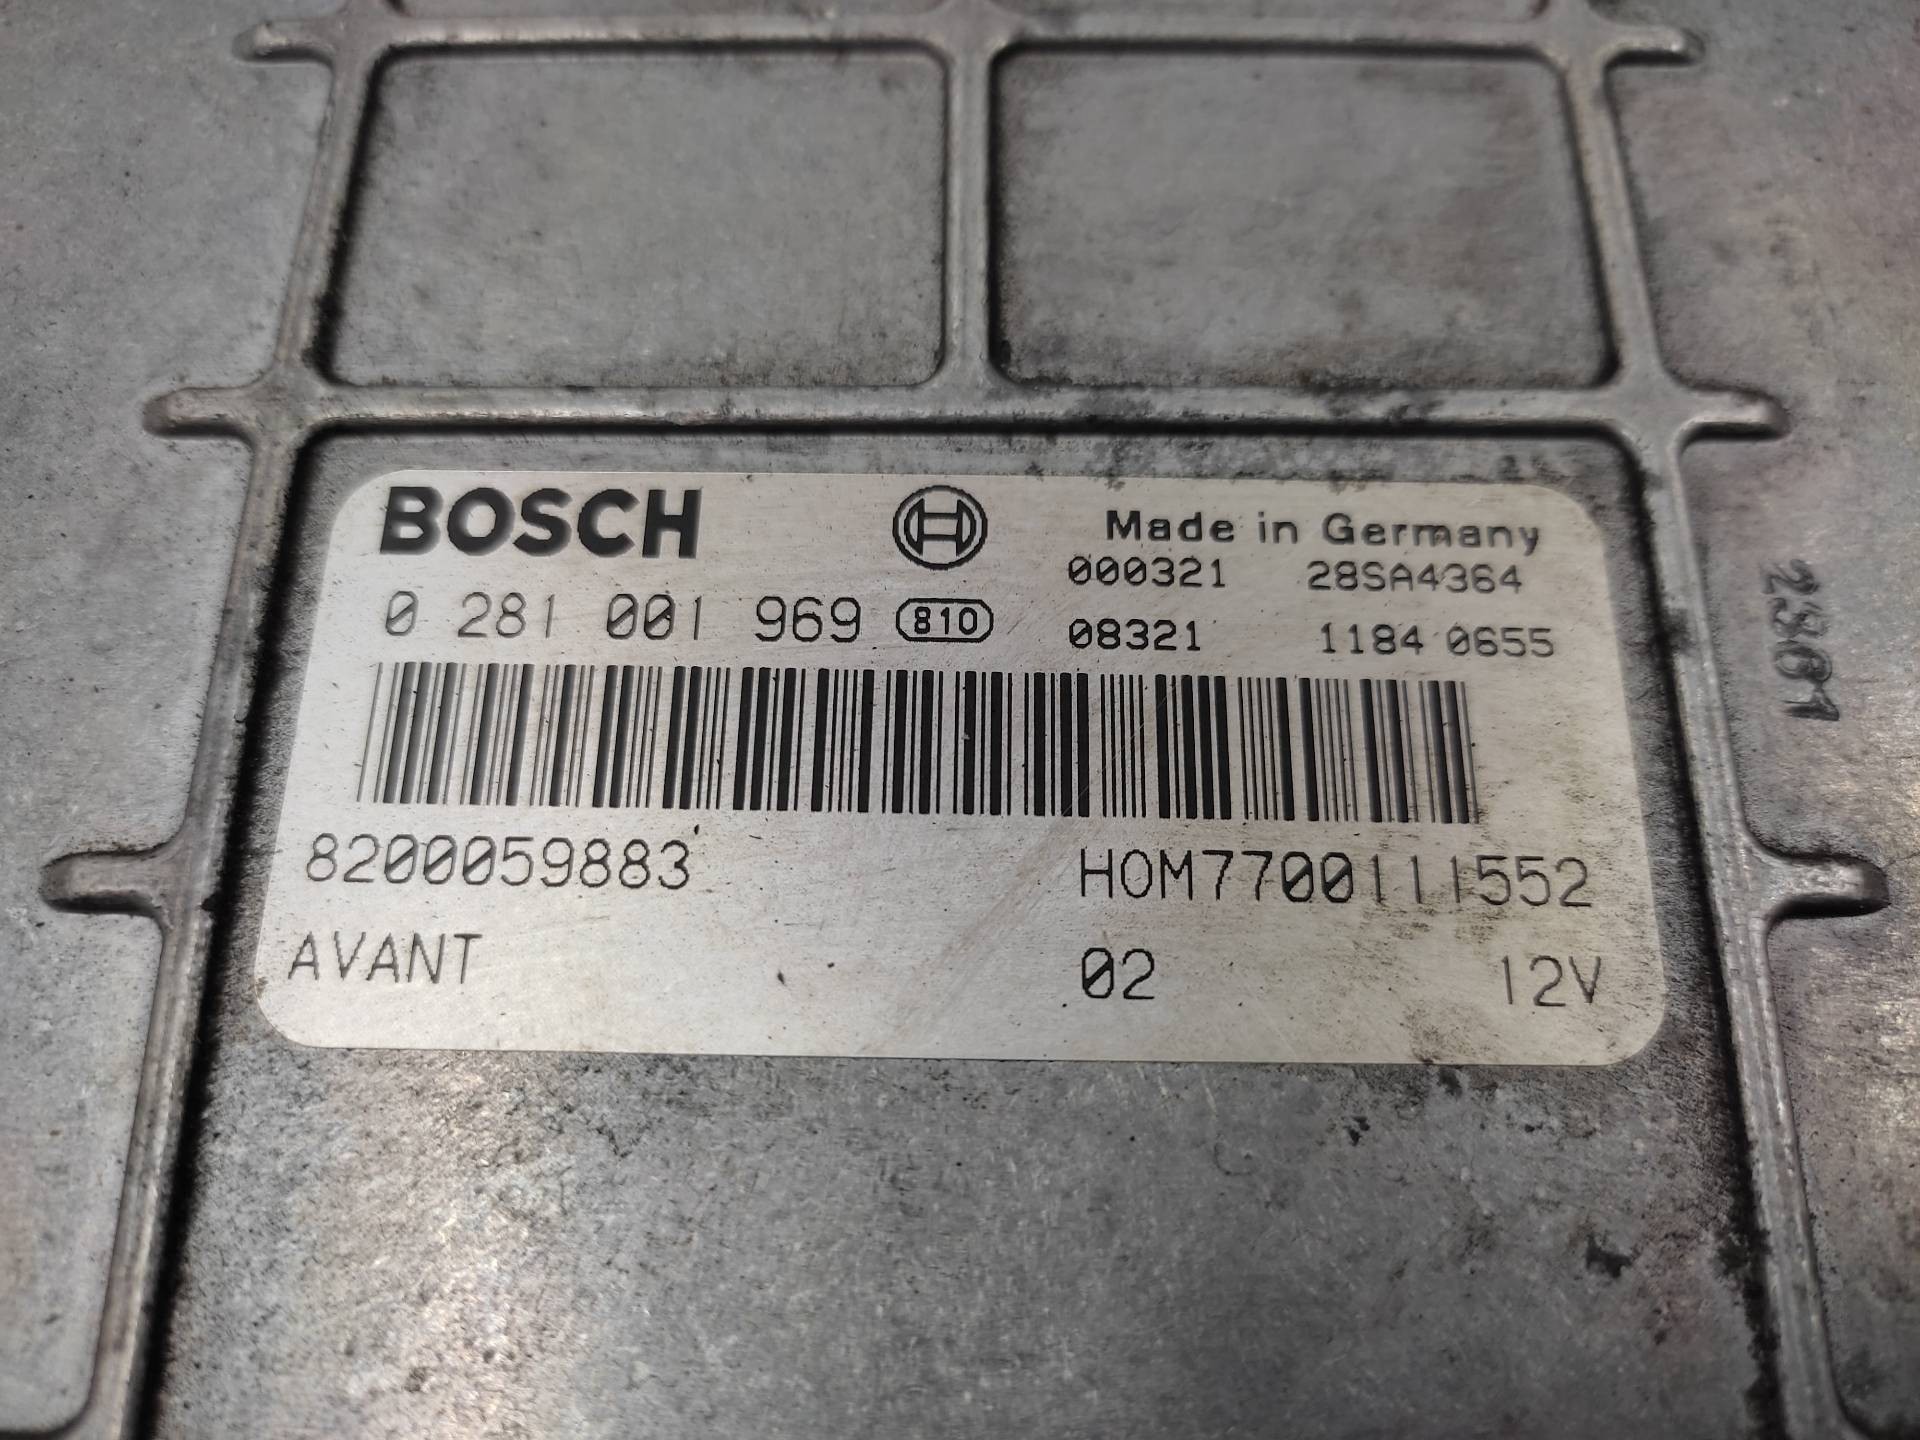 BOSCH
Made in Germany
000321 28SA4364
0 281 001 969 810
08321 1184 0655
8200059883 HOM7700111552
AVANT 02 12V